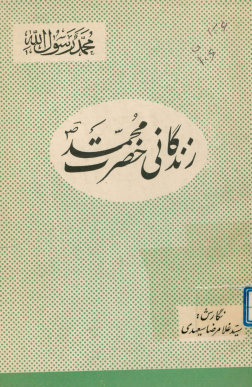 محمد رسول الله
زندگانی حضرت محمد ص
نگارش:
سید غلامرضا سعیدی